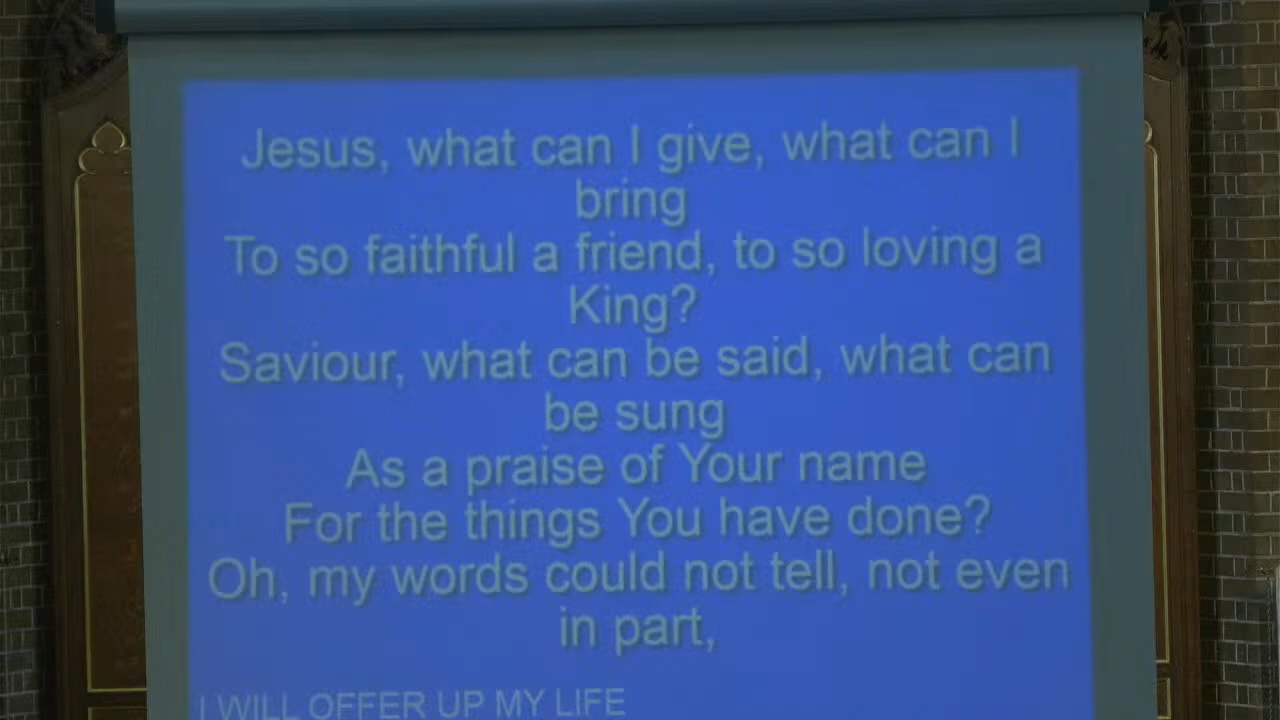 Jesus, what can I give, what can I
bring
To so faithful a friend, to so loving a
King?
Saviour, what can be said, what can
be sung
As a praise of Your name
For the things You have done?
Oh, my words could not tell, not even
in part,
I WILL OFFER UP MY LIFE